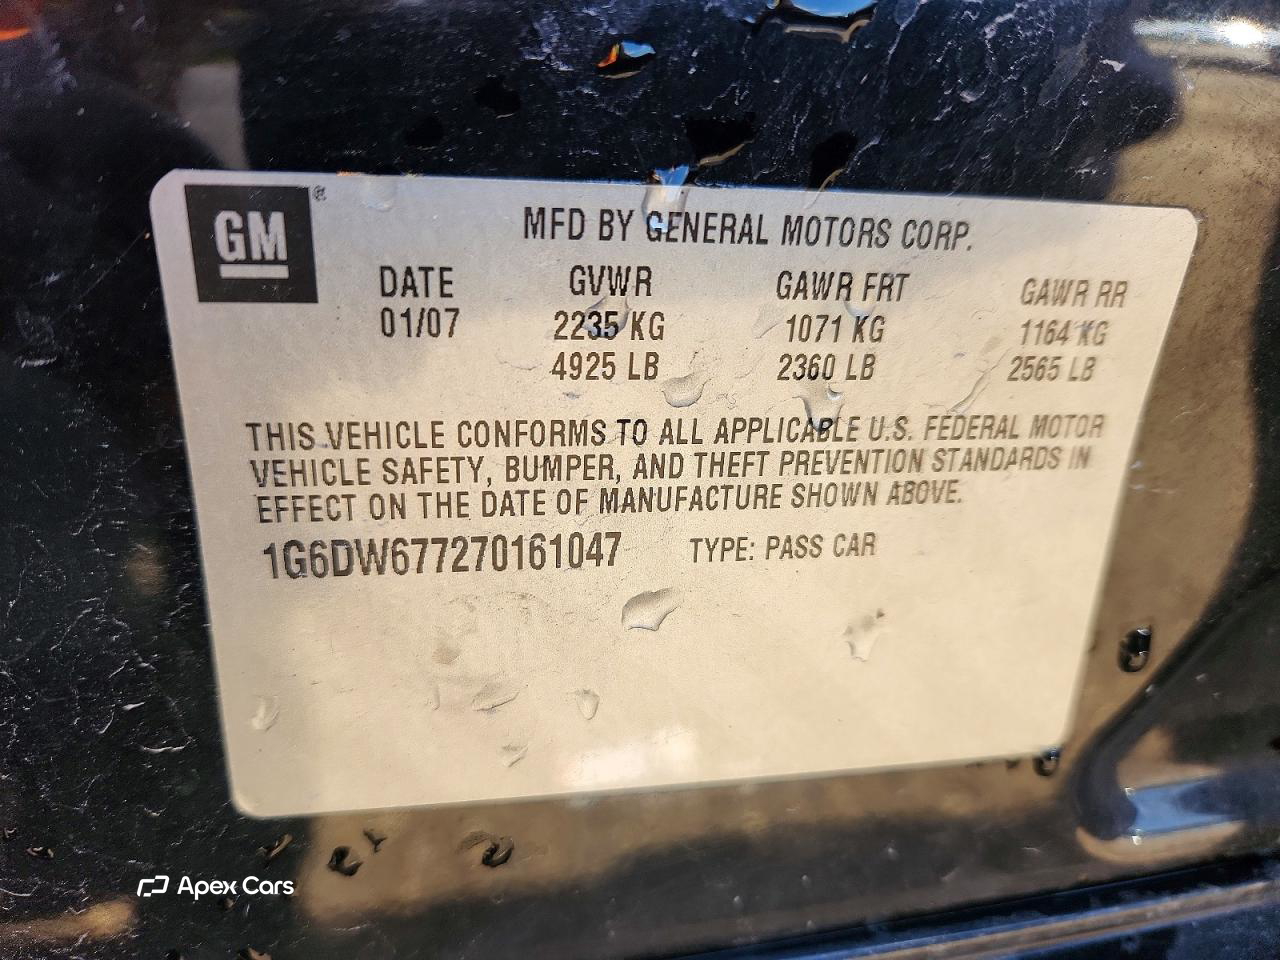 GM ®
MFD BY GENERAL MOTORS CORP.
DATE GVWR GAWR FRT GAWR RR
01/07 2235 KG 1071 KG 1164 KG
4925 LB 2360 LB 2565 LB
THIS VEHICLE CONFORMS TO ALL APPLICABLE U.S. FEDERAL MOTOR
VEHICLE SAFETY, BUMPER, AND THEFT PREVENTION STANDARDS IN
EFFECT ON THE DATE OF MANUFACTURE SHOWN ABOVE.
1G6DW677270161047 TYPE: PASS CAR
Apex Cars